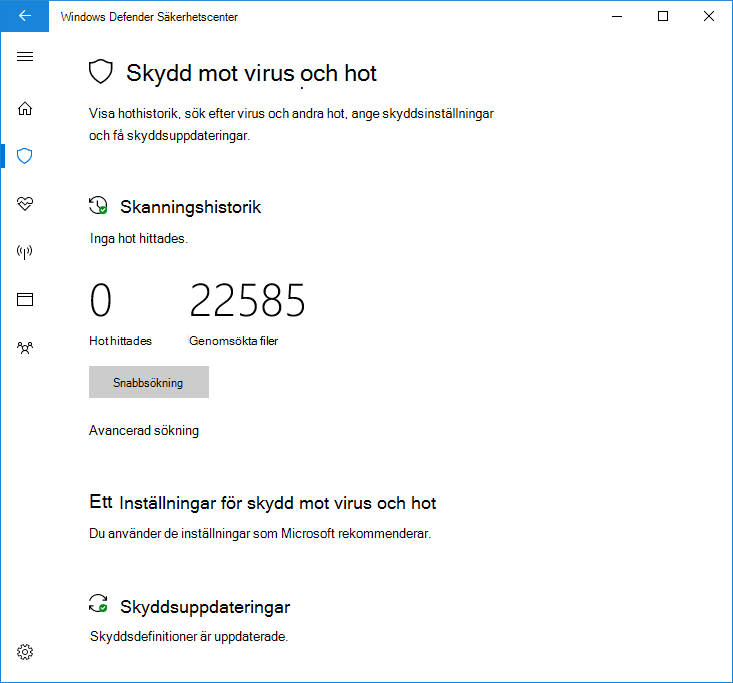 Windows Defender Säkerhetscenter
Skydd mot virus och hot
Visa hothistorik, sök efter virus och andra hot, ange skyddsinställningar
och få skyddsuppdateringar.
Skanningshistorik
Inga hot hittades.
0 22585
Hot hittades Genomsökta filer
Snabbsökning
Avancerad sökning
Ett Inställningar för skydd mot virus och hot
Du använder de inställningar som Microsoft rekommenderar.
Skyddsuppdateringar
Skyddsdefinitioner är uppdaterade.